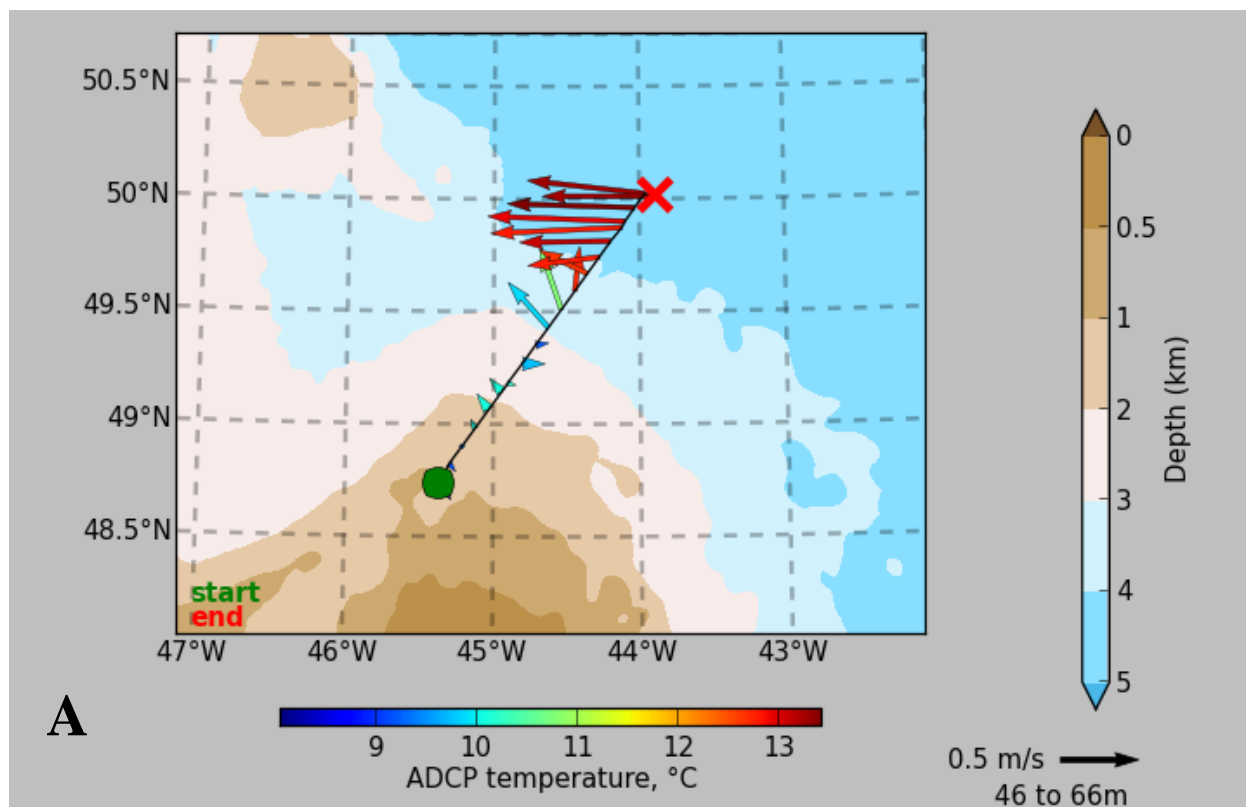 50.5°N
50°N
49.5°N
49°N
48.5°N
start
end
47°W 46°W 45°W 44°W 43°W
0
0.5
1
2
3
4
5
Depth (km)
A
9 10 11 12 13
ADCP temperature, °C
0.5 m/s
46 to 66m